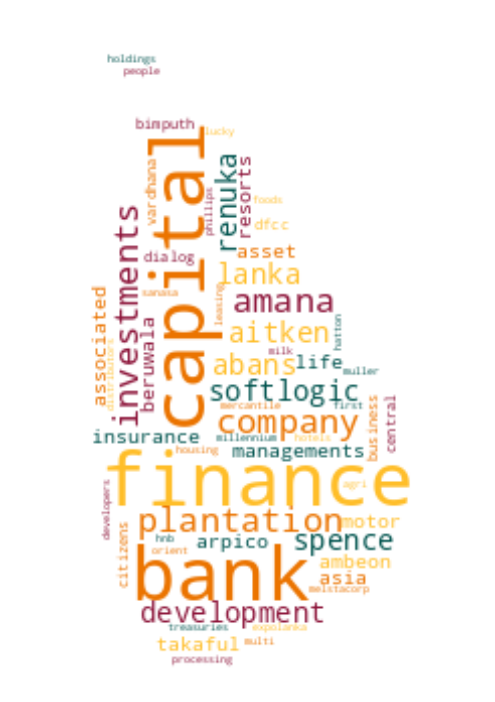 holdings
people
bimputh
lucky
capital
vardhana
phillips
renuka
resorts
foods
dfcc
investments
dialog
asset
lanka
sanasa
leasing
associated
distributors
beruwala
amana
aitken
hatton
milk
abans
life
muller
softlogic
mercantile
first
company
business
central
insurance
millennium
hotels
managements
housing
finance
agri
developers
plantation
motor
citizens
hnb
arpico
spence
orient
bank
ambeon
asia
melstacorp
development
treasuries
expolanka
takaful
multi
processing